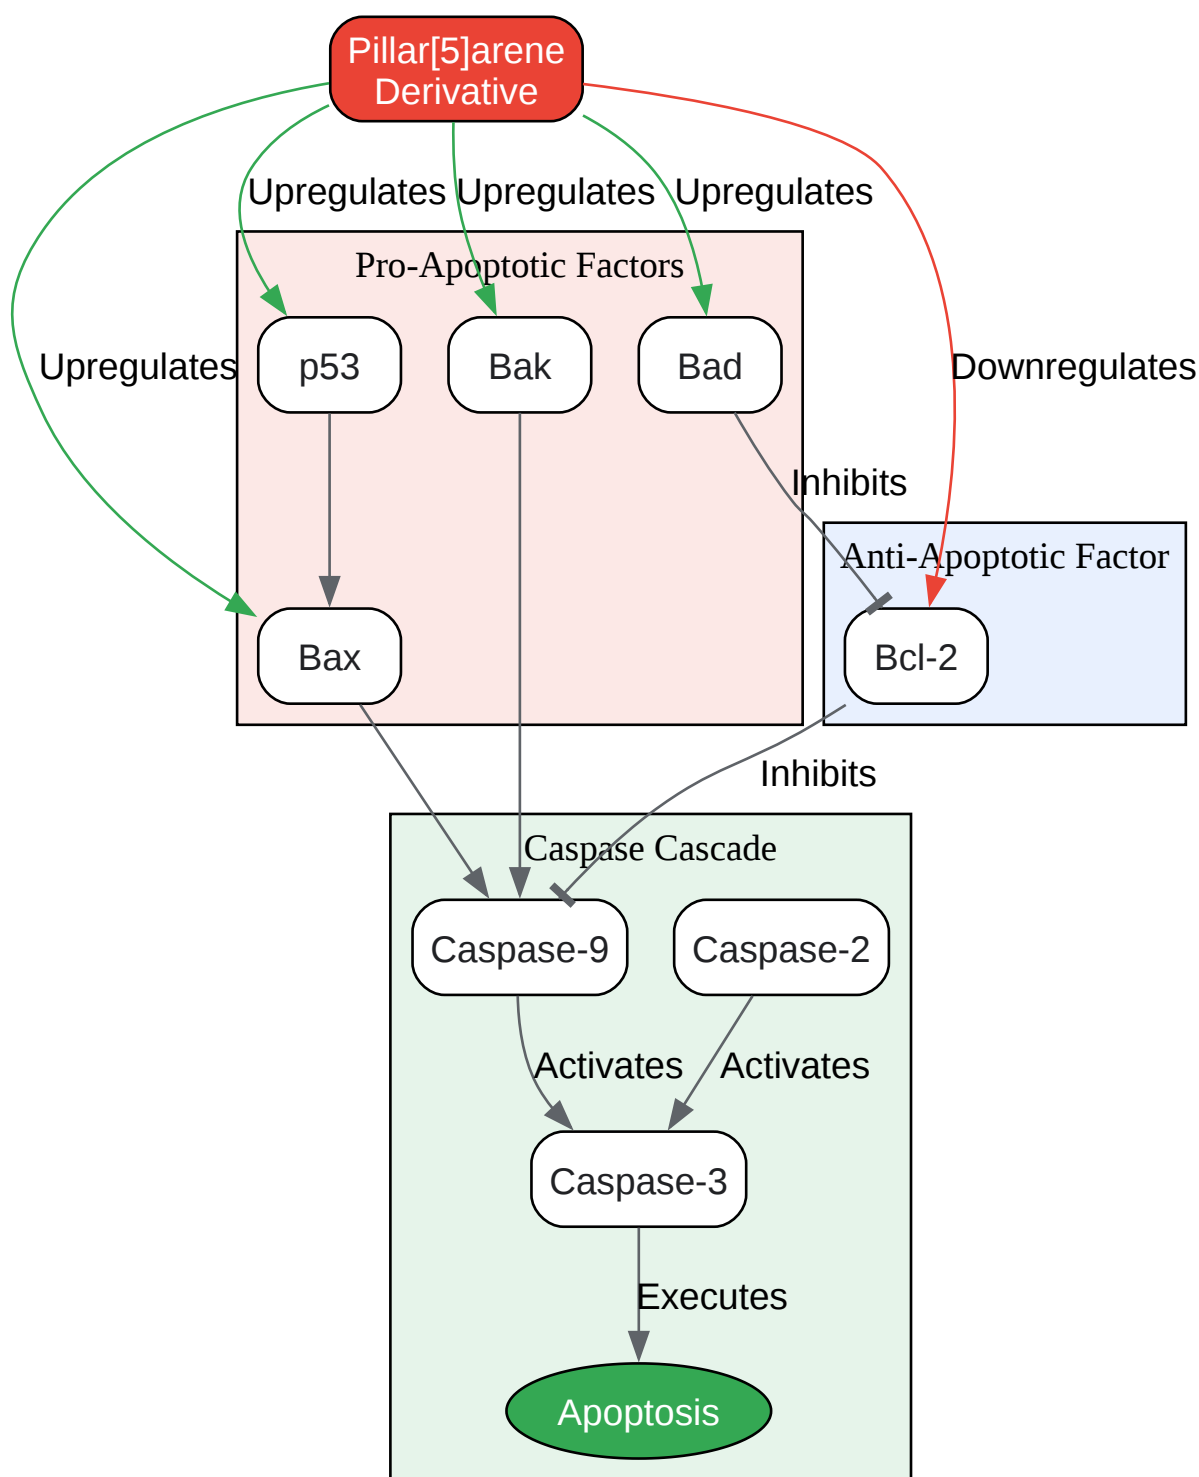 Pillar[5]arene
Derivative
Upregulates
Upregulates
Upregulates
Pro-Apoptotic Factors
p53
Bak
Bad
Upregulates
Downregulates
Inhibits
Anti-Apoptotic Factor
Bax
Bcl-2
Inhibits
Caspase Cascade
Caspase-9
Caspase-2
Activates
Activates
Caspase-3
Executes
Apoptosis